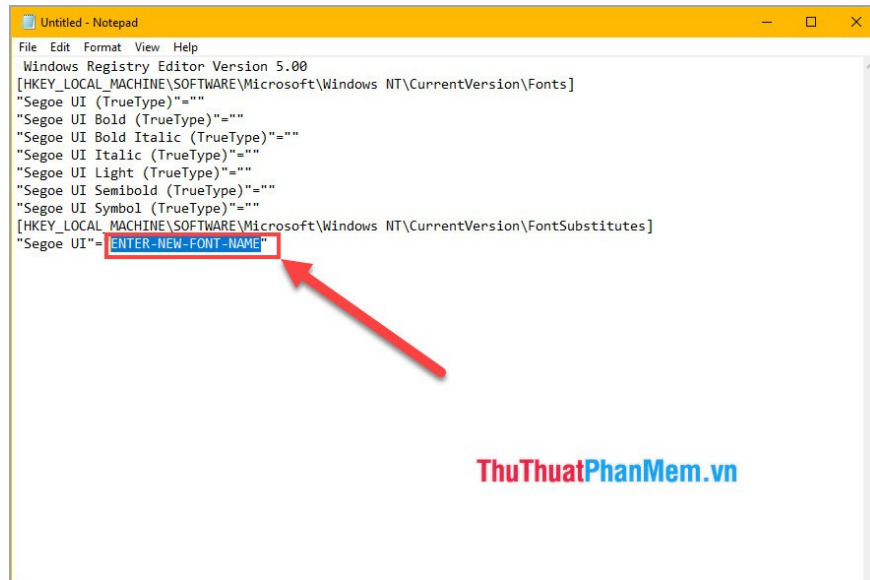 Untitled - Notepad
File Edit Format View Help
Windows Registry Editor Version 5.00
[HKEY_LOCAL_MACHINE\SOFTWARE\Microsoft\Windows NT\CurrentVersion\Fonts]
"Segoe UI (TrueType)"=""
"Segoe UI Bold (TrueType)"=""
"Segoe UI Bold Italic (TrueType)"=""
"Segoe UI Italic (TrueType)"=""
"Segoe UI Light (TrueType)"=""
"Segoe UI Semibold (TrueType)"=""
"Segoe UI Symbol (TrueType)"=""
[HKEY_LOCAL_MACHINE\SOFTWARE\Microsoft\Windows NT\CurrentVersion\FontSubstitutes]
"Segoe UI"="ENTER-NEW-FONT-NAME"
ThuThuatPhanMem.vn